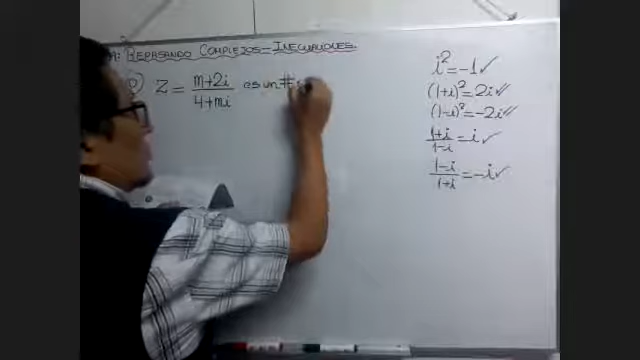 A: REPASANDO COMPLEJOS – INECUACIONES
Z = m+2i / 4+mi es un #
i² = -1 ✓
(1+i)² = 2i ✓✓
(1-i)² = -2i ✓✓
1+i / 1-i = i ✓
1-i / 1+i = -i ✓